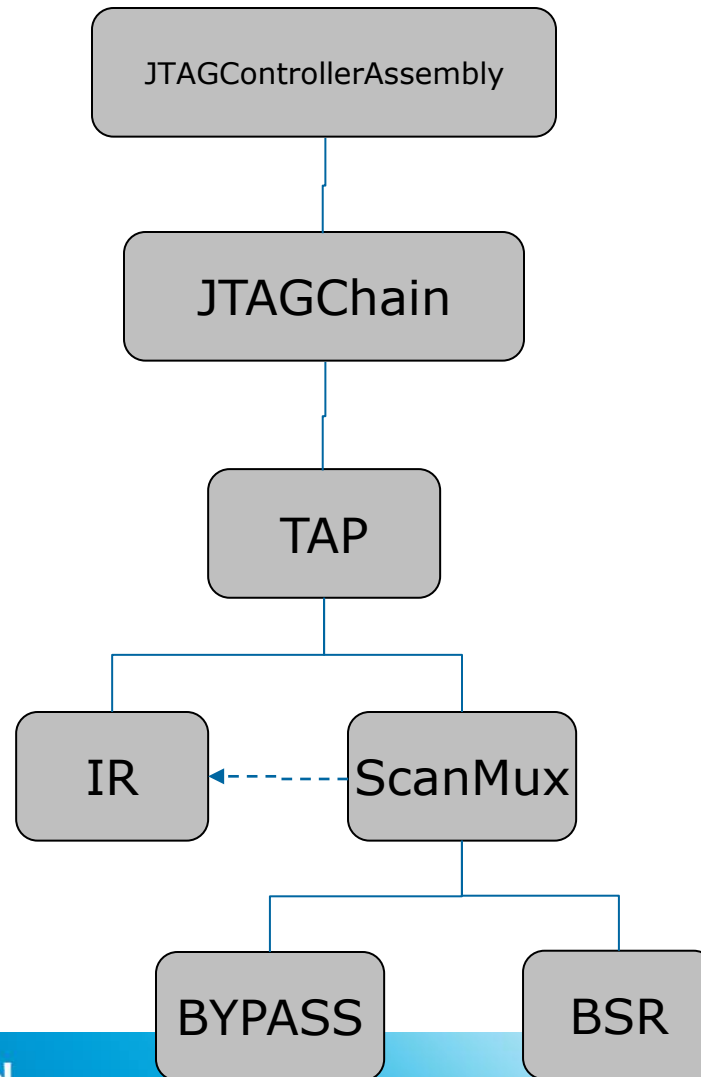 JTAGControllerAssembly
JTAGChain
TAP
IR
ScanMux
BYPASS
BSR